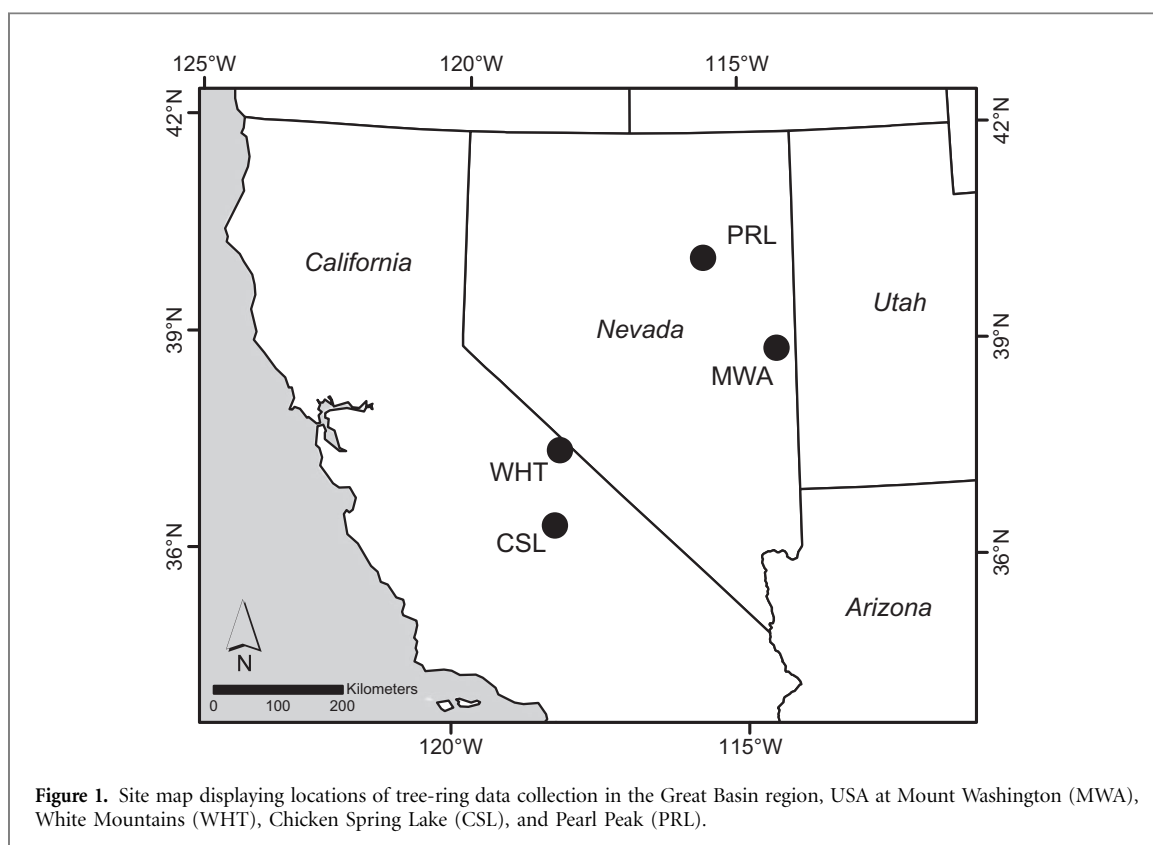 125°W 120°W 115°W
42°N 42°N
PRL
California
Utah
39°N Nevada 39°N
MWA
WHT
CSL
36°N 36°N
Arizona
N
Kilometers
0 100 200
120°W 115°W
Figure 1. Site map displaying locations of tree-ring data collection in the Great Basin region, USA at Mount Washington (MWA),
White Mountains (WHT), Chicken Spring Lake (CSL), and Pearl Peak (PRL).